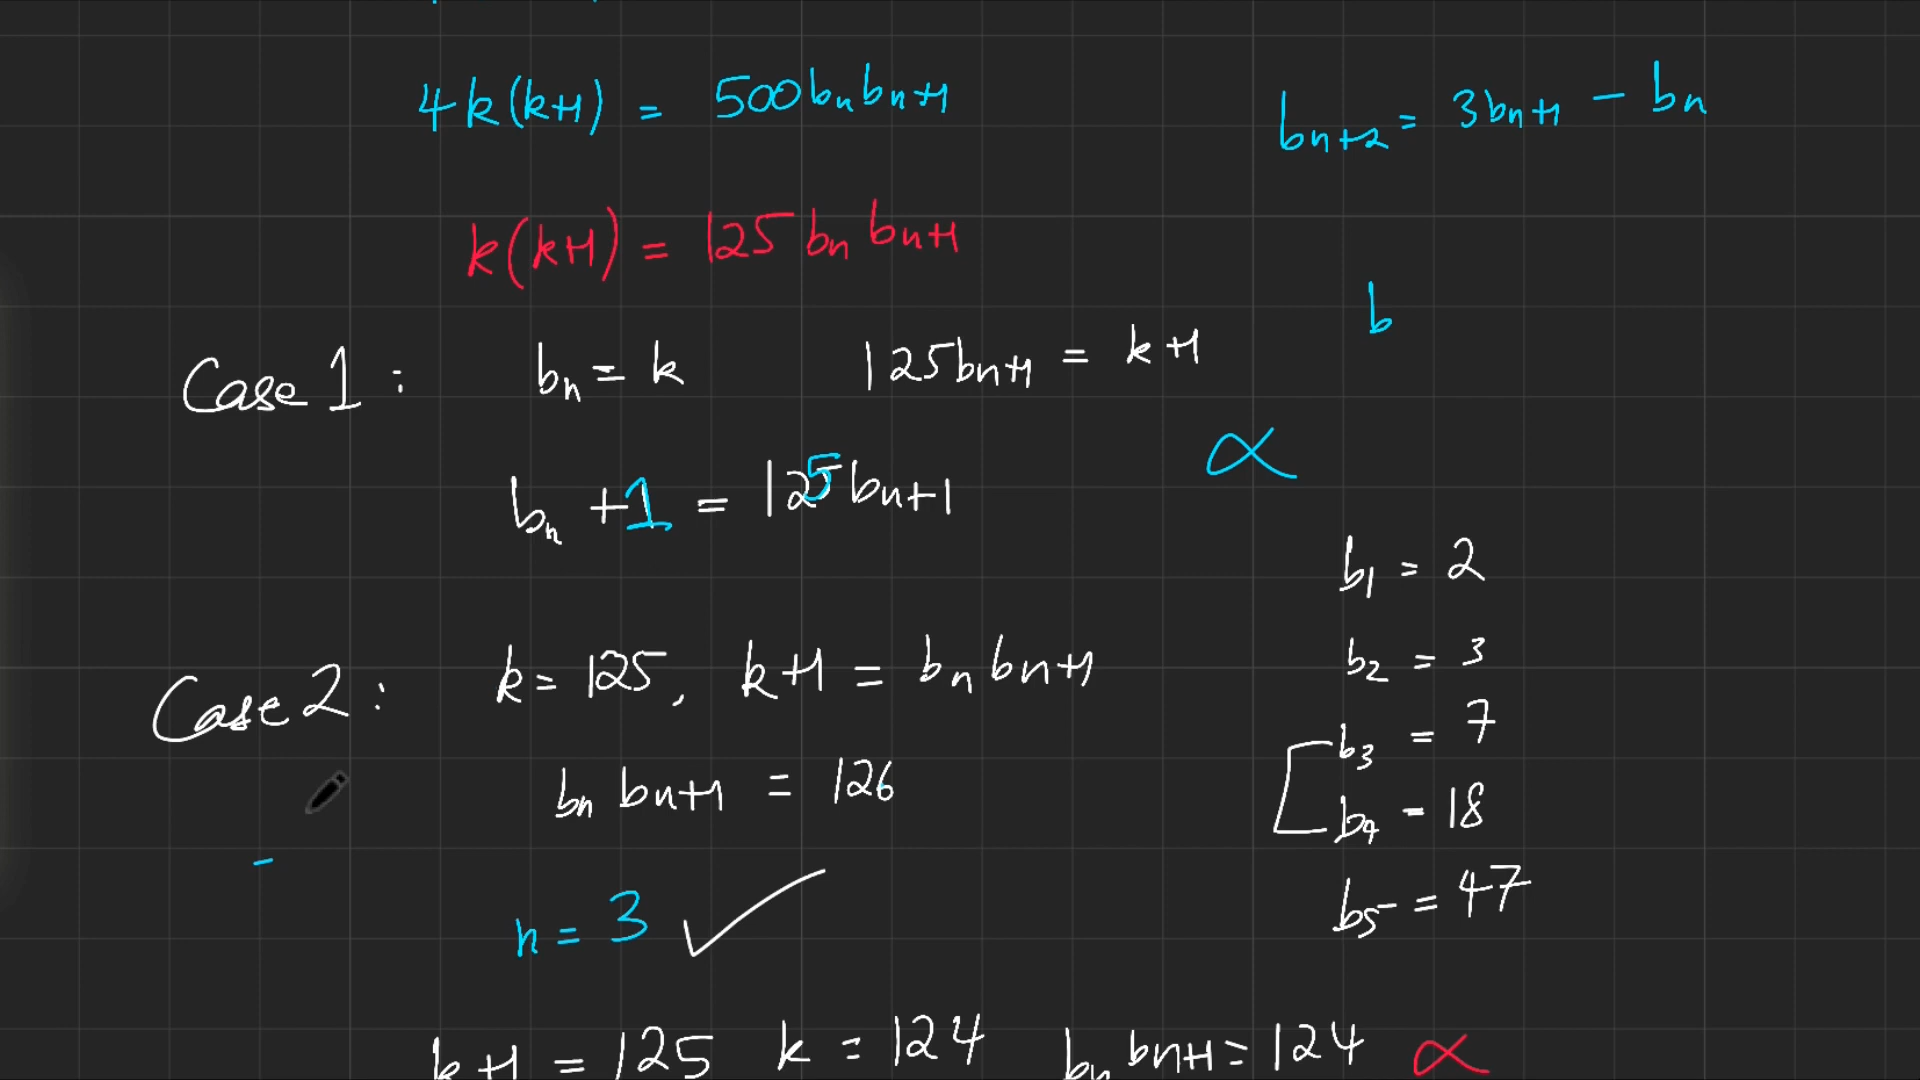 4k(k+1) = 500bₙbₙ₊₁
bₙ₊₂ = 3bₙ₊₁ - bₙ
k(k+1) = 125bₙbₙ₊₁
b
Case 1 : bₙ = k 125bₙ₊₁ = k+1
α
bₙ + 1 = 125bₙ₊₁
b₁ = 2
b₂ = 3
Case 2 : k = 125, k+1 = bₙbₙ₊₁
b₃ = 7
bₙbₙ₊₁ = 126
b₄ = 18
b₅ = 47
-
n = 3 ✓
k+1 = 125 k = 124 bₙbₙ₊₁ = 124 α